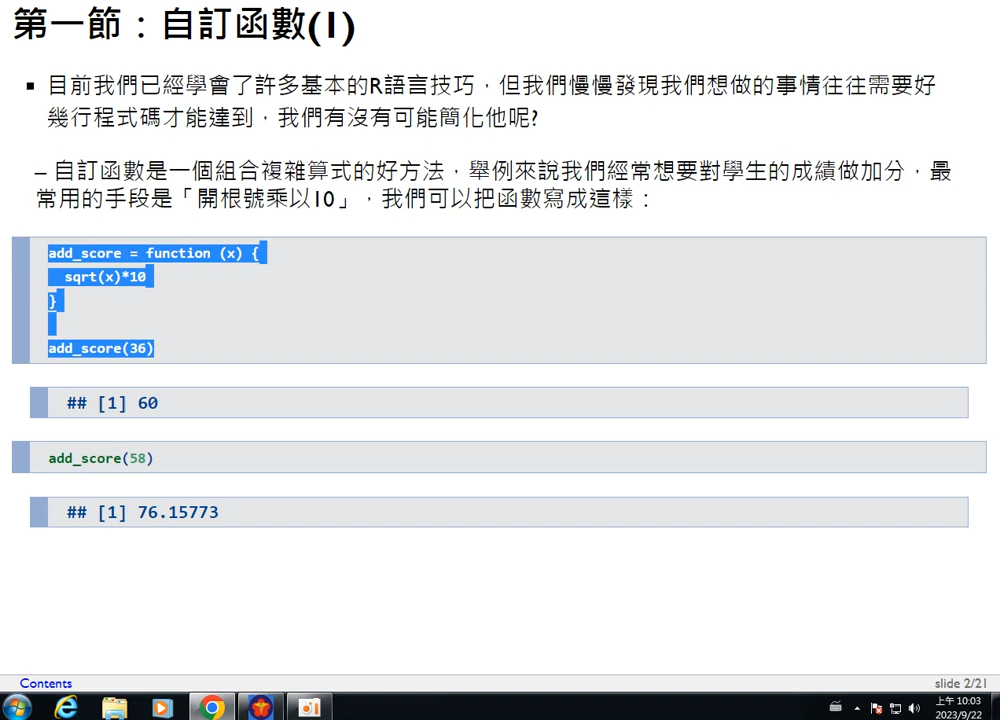 第一節：自訂函數(1)
▪ 目前我們已經學會了許多基本的R語言技巧，但我們慢慢發現我們想做的事情往往需要好
幾行程式碼才能達到，我們有沒有可能簡化他呢?
– 自訂函數是一個組合複雜算式的好方法，舉例來說我們經常想要對學生的成績做加分，最
常用的手段是「開根號乘以10」，我們可以把函數寫成這樣：
add_score = function (x) {
  sqrt(x)*10
}
add_score(36)
## [1] 60
add_score(58)
## [1] 76.15773
Contents
slide 2/21
上午 10:03
2023/9/22